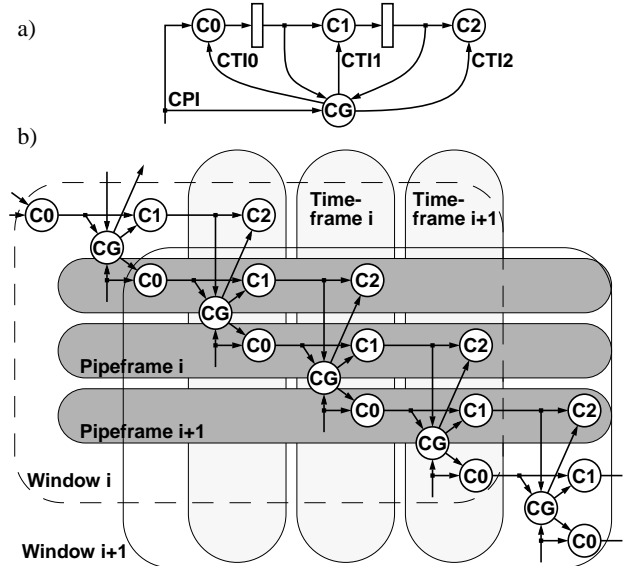 a)
C0 C1 C2
CTI0 CTI1 CTI2
CPI CG
b)
Time-
frame i
Time-
frame i+1
C0 C1 C2
CG
C0 C1 C2
CG
C0 C1 C2
Pipeframe i
CG
C0 C1 C2
Pipeframe i+1
CG
Window i
C0 C1
CG
Window i+1
C0